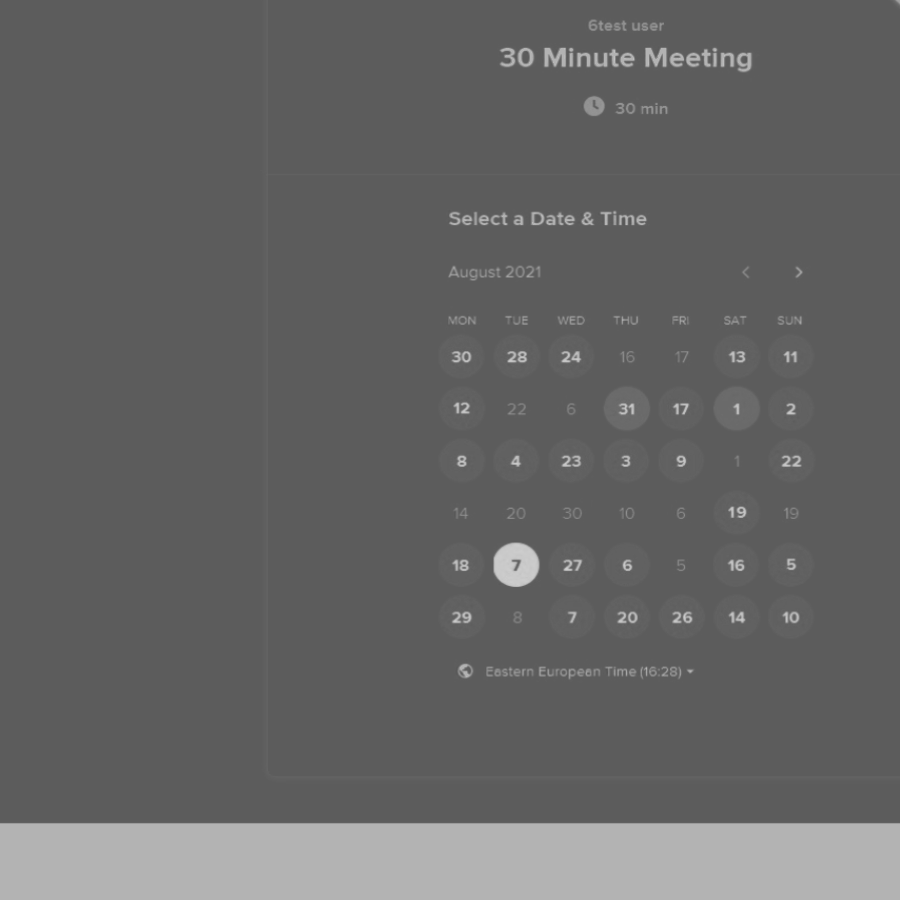 6test user
30 Minute Meeting
30 min
Select a Date & Time
August 2021
MON TUE WED THU FRI SAT SUN
30 28 24 16 17 13 11
12 22 6 31 17 1 2
8 4 23 3 9 1 22
14 20 30 10 6 19 19
18 7 27 6 5 16 5
29 8 7 20 26 14 10
Eastern European Time (16:28)